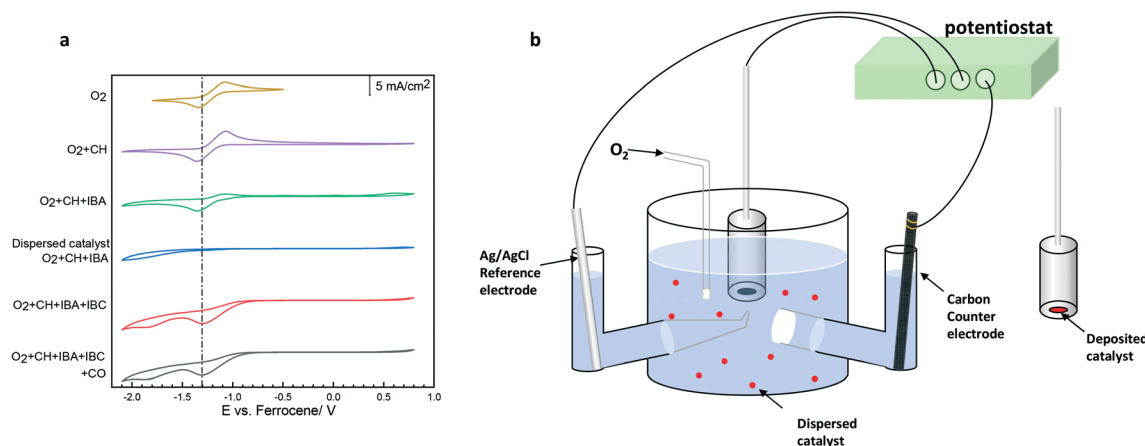 a
5 mA/cm2
O2
O2+CH
O2+CH+IBA
Dispersed catalyst
O2+CH+IBA
O2+CH+IBA+IBC
O2+CH+IBA+IBC
+CO
-2.0 -1.5 -1.0 -0.5 0.0 0.5 1.0
E vs. Ferrocene/ V
b
potentiostat
O2
Ag/AgCl
Reference
electrode
Carbon
Counter
electrode
Deposited
catalyst
Dispersed
catalyst